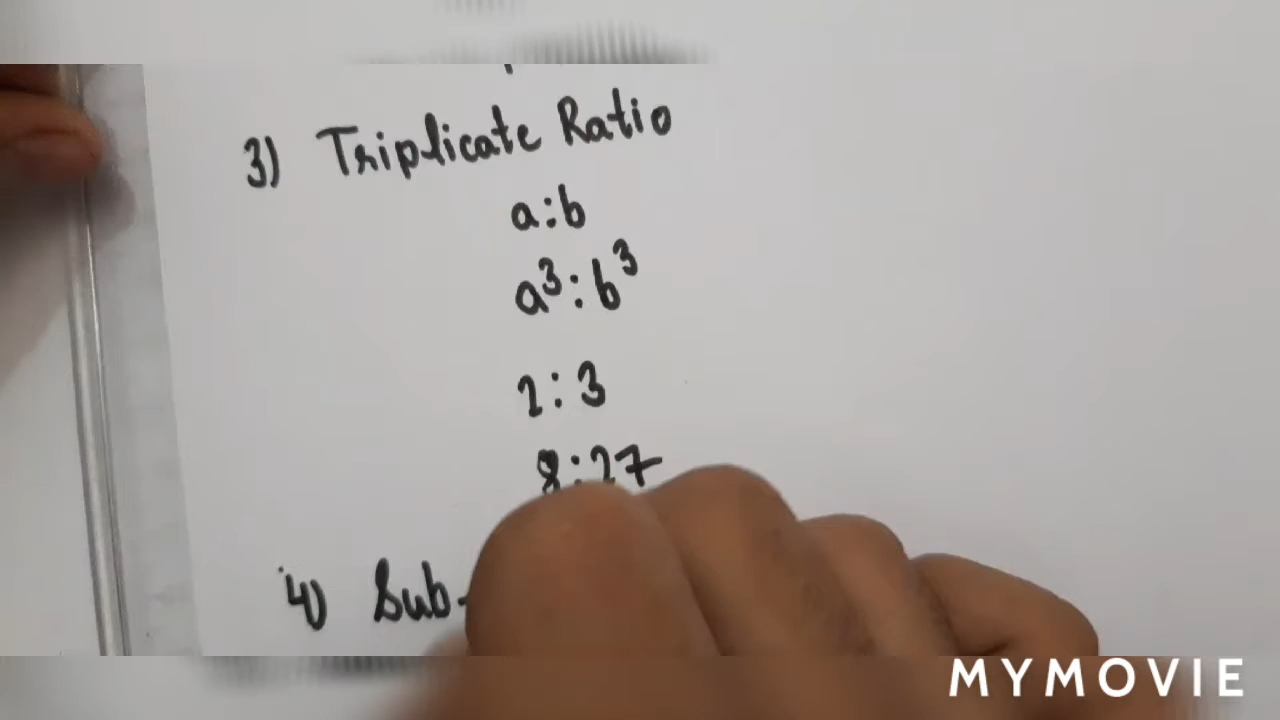 3) Triplicate Ratio
a:b
a³:b³
2:3
8:27
4) Sub-
MYMOVIE